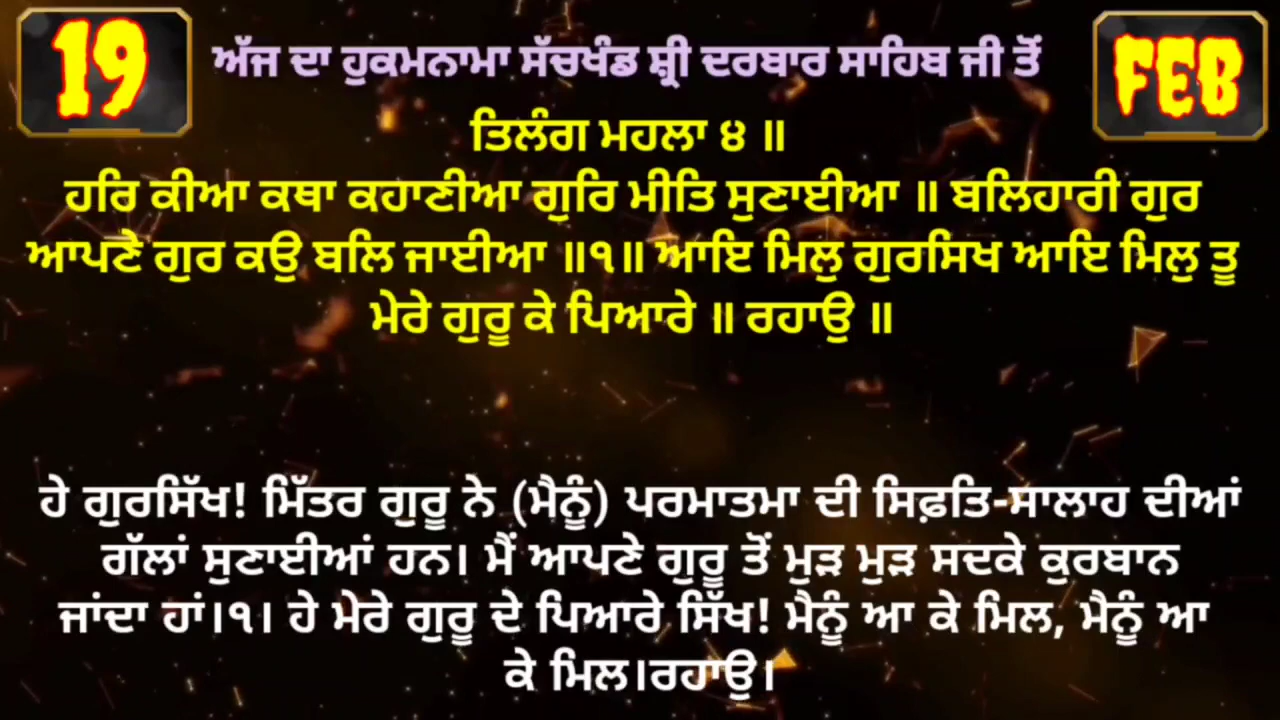 19
ਅੱਜ ਦਾ ਹੁਕਮਨਾਮਾ ਸੱਚਖੰਡ ਸ਼੍ਰੀ ਦਰਬਾਰ ਸਾਹਿਬ ਜੀ ਤੋਂ
FEB
ਤਿਲੰਗ ਮਹਲਾ ੪ ॥
ਹਰਿ ਕੀਆ ਕਥਾ ਕਹਾਣੀਆ ਗੁਰਿ ਮੀਤਿ ਸੁਣਾਈਆ ॥ ਬਲਿਹਾਰੀ ਗੁਰ
ਆਪਣੇ ਗੁਰ ਕਉ ਬਲਿ ਜਾਈਆ ॥੧॥ ਆਇ ਮਿਲੁ ਗੁਰਸਿਖ ਆਇ ਮਿਲੁ ਤੂ
ਮੇਰੇ ਗੁਰੂ ਕੇ ਪਿਆਰੇ ॥ ਰਹਾਉ ॥
ਹੇ ਗੁਰਸਿੱਖ! ਮਿੱਤਰ ਗੁਰੂ ਨੇ (ਮੈਨੂੰ) ਪਰਮਾਤਮਾ ਦੀ ਸਿਫ਼ਤਿ-ਸਾਲਾਹ ਦੀਆਂ
ਗੱਲਾਂ ਸੁਣਾਈਆਂ ਹਨ। ਮੈਂ ਆਪਣੇ ਗੁਰੂ ਤੋਂ ਮੁੜ ਮੁੜ ਸਦਕੇ ਕੁਰਬਾਨ
ਜਾਂਦਾ ਹਾਂ।੧। ਹੇ ਮੇਰੇ ਗੁਰੂ ਦੇ ਪਿਆਰੇ ਸਿੱਖ! ਮੈਨੂੰ ਆ ਕੇ ਮਿਲ, ਮੈਨੂੰ ਆ
ਕੇ ਮਿਲ।ਰਹਾਉ।